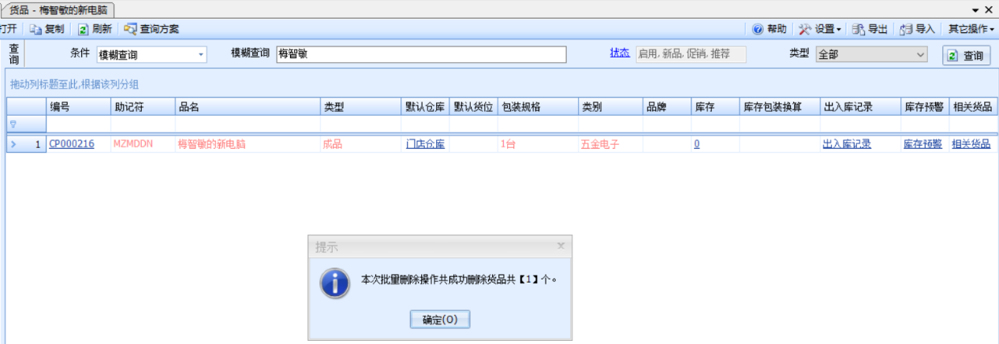 货品 - 梅智敏的新电脑
打开 复制 刷新 查询方案 帮助 设置 导出 导入 其它操作
查询 条件 模糊查询 模糊查询 梅智敏 状态 启用, 新品, 促销, 推荐 类型 全部 查询
拖动列标题至此,根据该列分组
编号 助记符 品名 类型 默认仓库 默认货位 包装规格 类别 品牌 库存 库存包装换算 出入库记录 库存预警 相关货品
1 CP000216 MZMDDN 梅智敏的新电脑 成品 门店仓库 1台 五金电子 0 出入库记录 库存预警 相关货品
提示
本次批量删除操作共成功删除货品共【1】个。
确定(O)